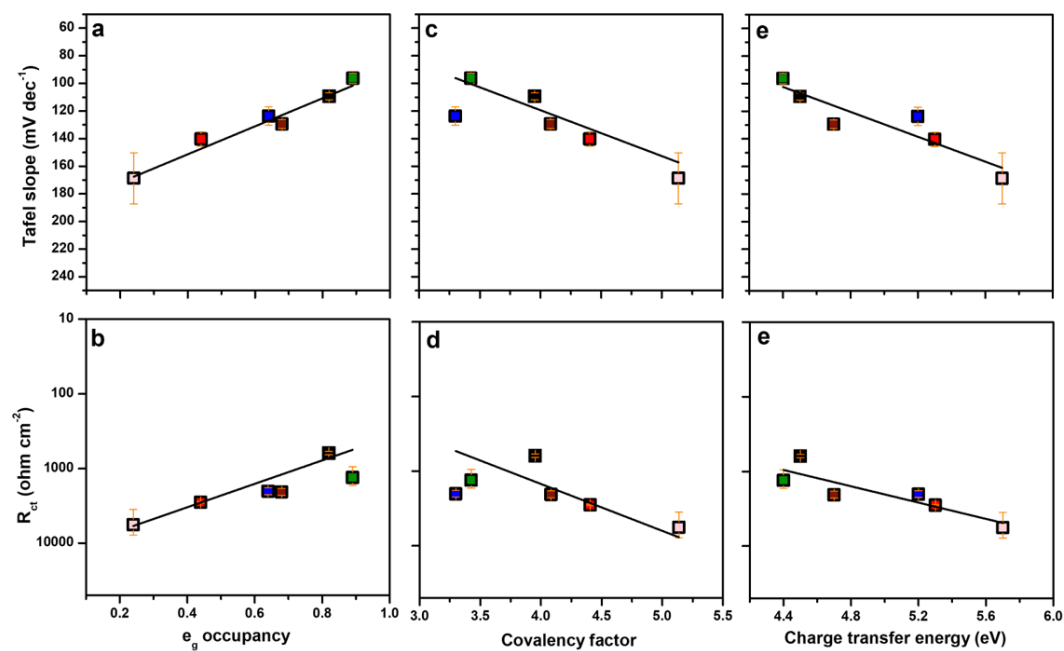 a
c
e
60
80
100
120
140
160
180
200
220
240
Tafel slope (mV dec⁻¹)
b
d
e
10
100
1000
10000
R_ct (ohm cm⁻²)
0.2 0.4 0.6 0.8 1.0
3.0 3.5 4.0 4.5 5.0 5.5
4.4 4.8 5.2 5.6 6.0
e_g occupancy
Covalency factor
Charge transfer energy (eV)